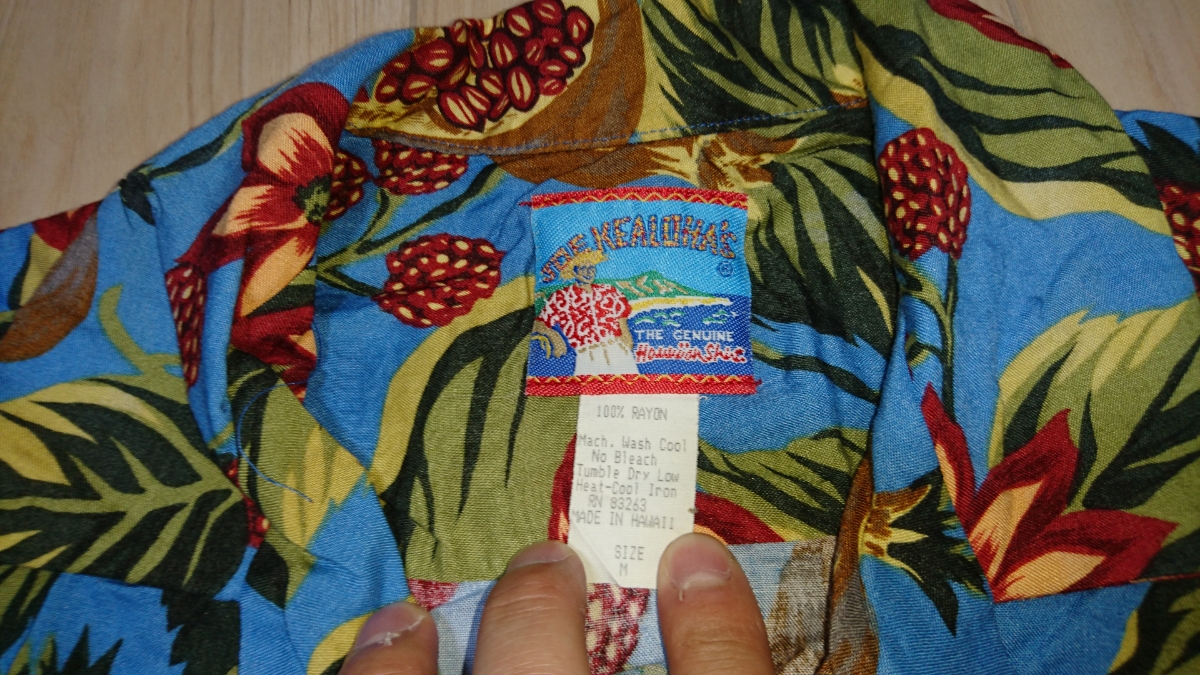 JOE KEALOHA'S
®
THE GENUINE
Hawaiian Shirt
100% RAYON
Mach. Wash Cool
No Bleach
Tumble Dry Low
Heat-Cool Iron
RN 83263
MADE IN HAWAII
SIZE
M